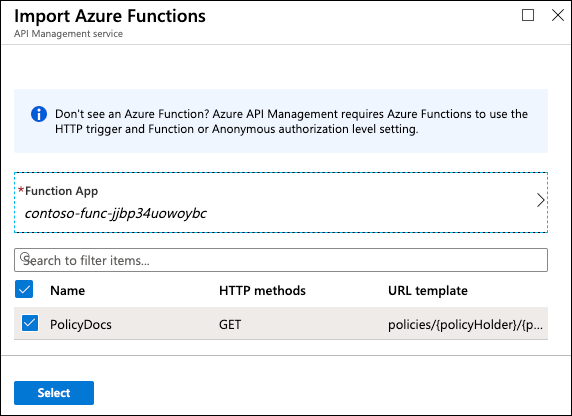 Import Azure Functions
API Management service
Don't see an Azure Function? Azure API Management requires Azure Functions to use the
HTTP trigger and Function or Anonymous authorization level setting.
*Function App
contoso-func-jjbp34uowoybc
Search to filter items...
Name HTTP methods URL template
PolicyDocs GET policies/{policyHolder}/{p...
Select